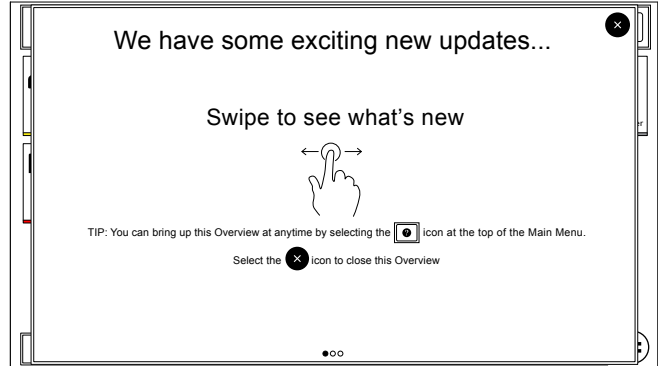 We have some exciting new updates...
Swipe to see what's new
TIP: You can bring up this Overview at anytime by selecting the ? icon at the top of the Main Menu.
Select the × icon to close this Overview